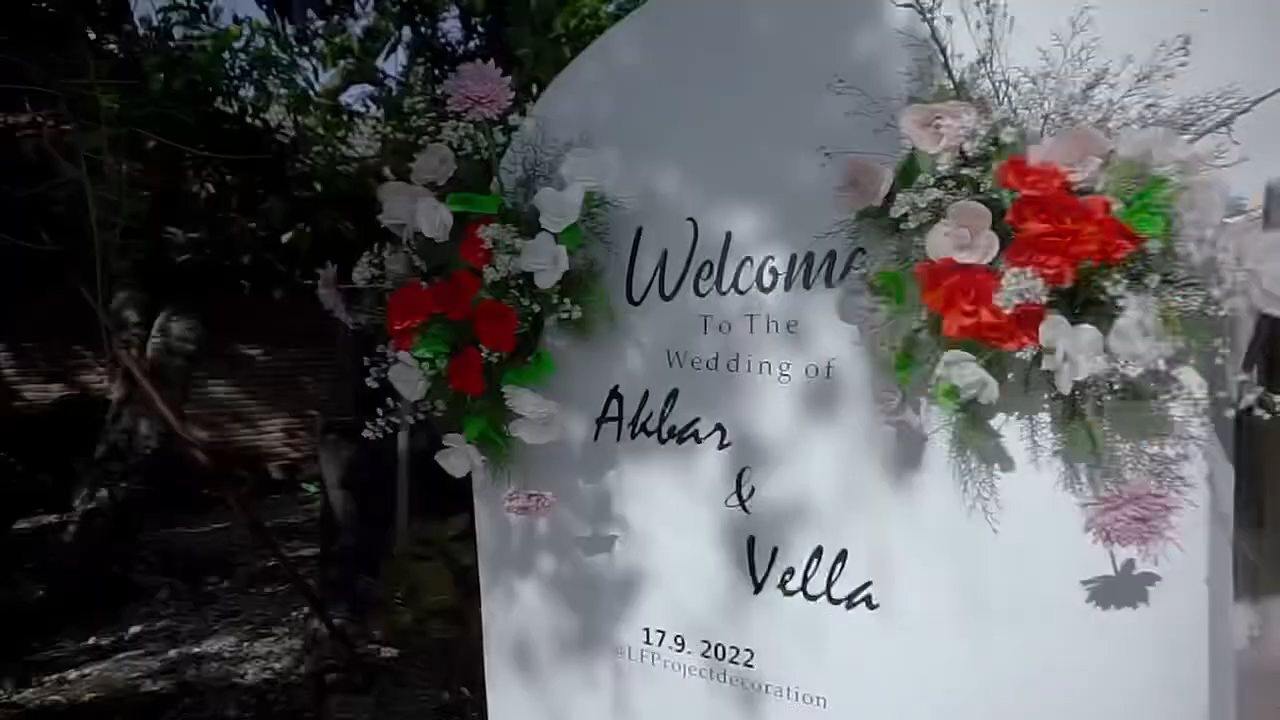 Welcome
To The
Wedding of
Akbar
&
Vella
17.9. 2022
@LFProjectdecoration